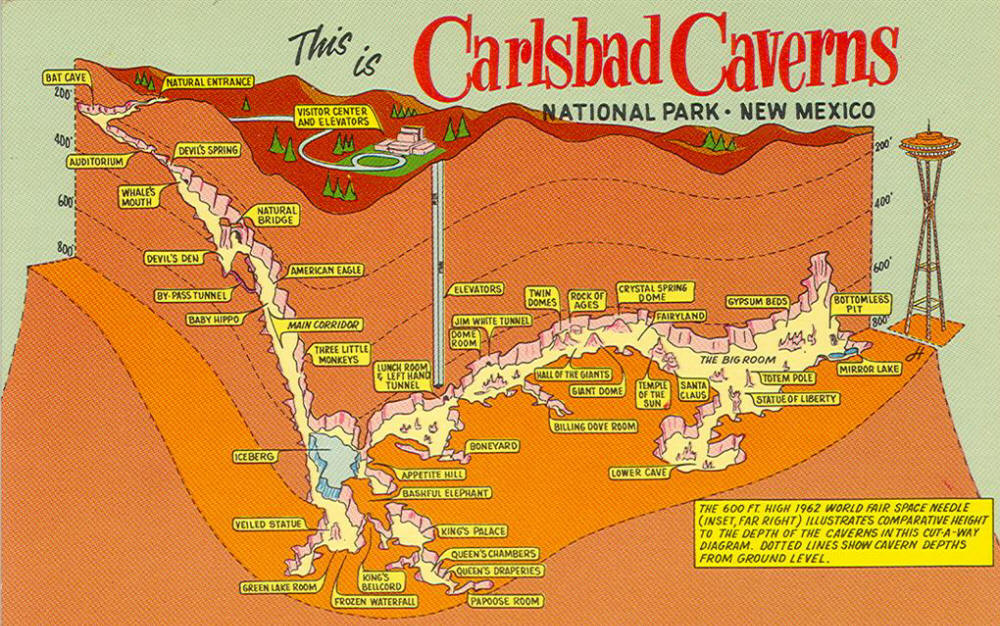 This is
Carlsbad Caverns
NATIONAL PARK • NEW MEXICO
BAT CAVE
NATURAL ENTRANCE
200'
VISITOR CENTER
AND ELEVATORS
400'
200'
AUDITORIUM
DEVIL'S SPRING
WHALE'S
MOUTH
600'
400'
NATURAL
BRIDGE
800'
DEVIL'S DEN
AMERICAN EAGLE
600'
BY-PASS TUNNEL
ELEVATORS
TWIN
DOMES
ROCK OF
AGES
CRYSTAL SPRING
DOME
GYPSUM BEDS
BOTTOMLESS
PIT
BABY HIPPO
MAIN CORRIDOR
JIM WHITE TUNNEL
FAIRYLAND
800'
DOME
ROOM
THREE LITTLE
MONKEYS
THE BIG ROOM
LUNCH ROOM
& LEFT HAND
TUNNEL
HALL OF THE GIANTS
MIRROR LAKE
GIANT DOME
TEMPLE
OF THE
SUN
SANTA
CLAUS
TOTEM POLE
STATUE OF LIBERTY
BILLING DOVE ROOM
ICEBERG
BONEYARD
APPETITE HILL
LOWER CAVE
BASHFUL ELEPHANT
VEILED STATUE
KING'S PALACE
QUEEN'S CHAMBERS
QUEEN'S DRAPERIES
GREEN LAKE ROOM
KING'S
BELLCORD
FROZEN WATERFALL
PAPOOSE ROOM
THE 600 FT. HIGH 1962 WORLD FAIR SPACE NEEDLE
(INSET, FAR RIGHT) ILLUSTRATES COMPARATIVE HEIGHT
TO THE DEPTH OF THE CAVERNS IN THIS CUT-A-WAY
DIAGRAM. DOTTED LINES SHOW CAVERN DEPTHS
FROM GROUND LEVEL.